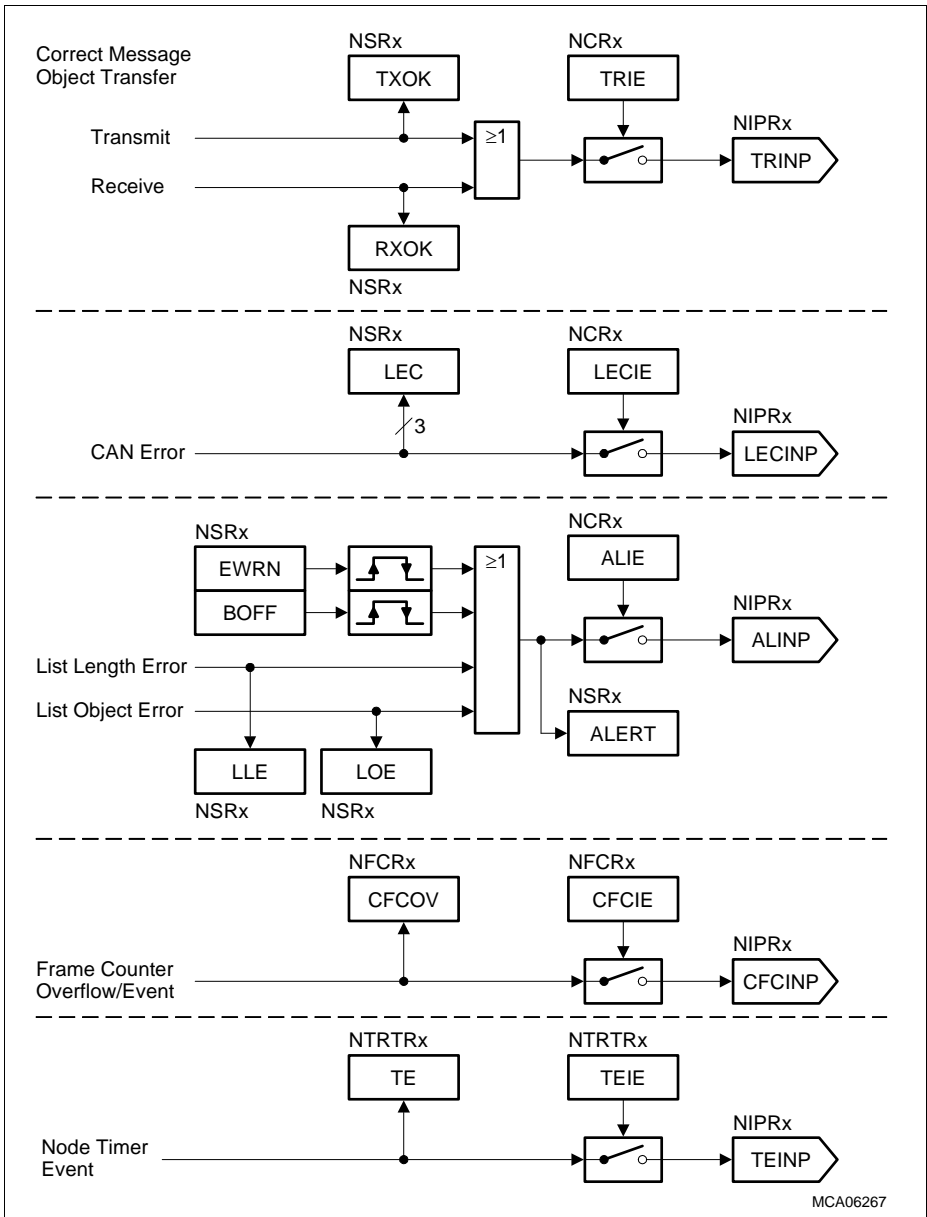 Correct Message
Object Transfer
NSRx
NCRx
TXOK
TRIE
NIPRx
Transmit
≥1
TRINP
Receive
RXOK
NSRx
NSRx
NCRx
LEC
LECIE
3
NIPRx
CAN Error
LECINP
NSRx
NCRx
EWRN
≥1
ALIE
BOFF
NIPRx
ALINP
List Length Error
NSRx
List Object Error
ALERT
LLE
LOE
NSRx
NSRx
NFCRx
NFCRx
CFCOV
CFCIE
NIPRx
Frame Counter
Overflow/Event
CFCINP
NTRTRx
NTRTRx
TE
TEIE
NIPRx
Node Timer
Event
TEINP
MCA06267